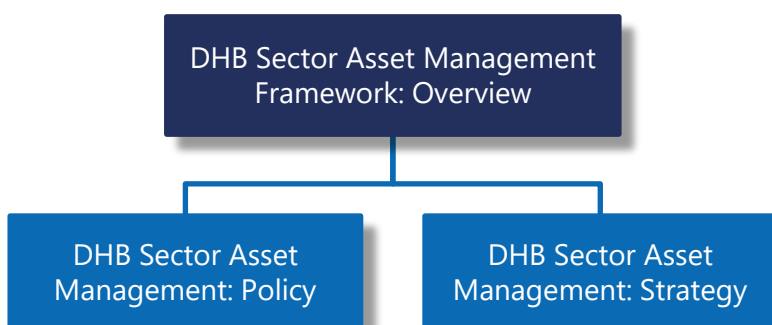 DHB Sector Asset Management
Framework: Overview
DHB Sector Asset
Management: Policy
DHB Sector Asset
Management: Strategy